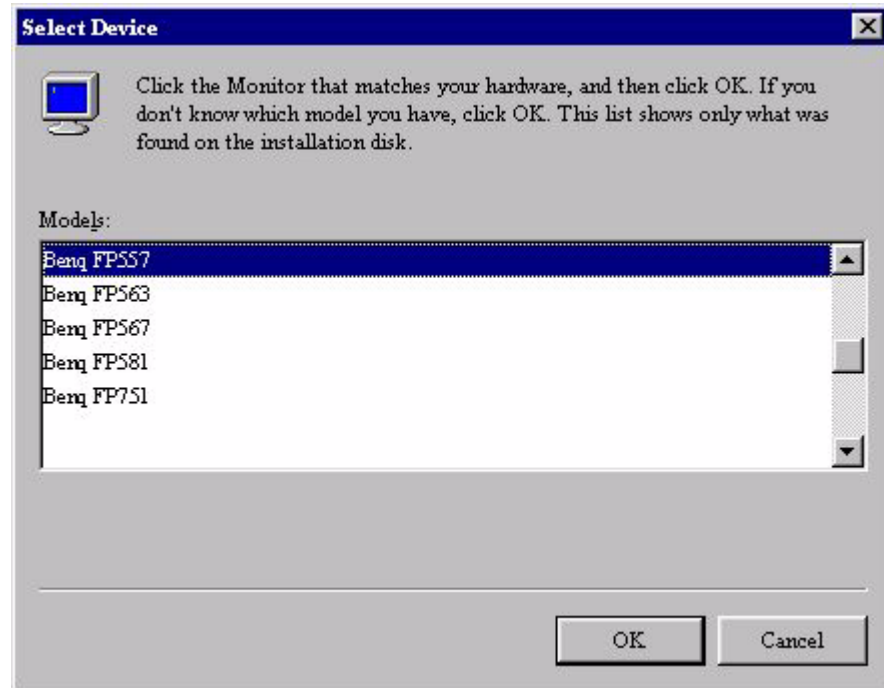 Select Device
Click the Monitor that matches your hardware, and then click OK. If you
don't know which model you have, click OK. This list shows only what was
found on the installation disk.
Models:
Benq FP557
Benq FP563
Benq FP567
Benq FP581
Benq FP751
OK
Cancel